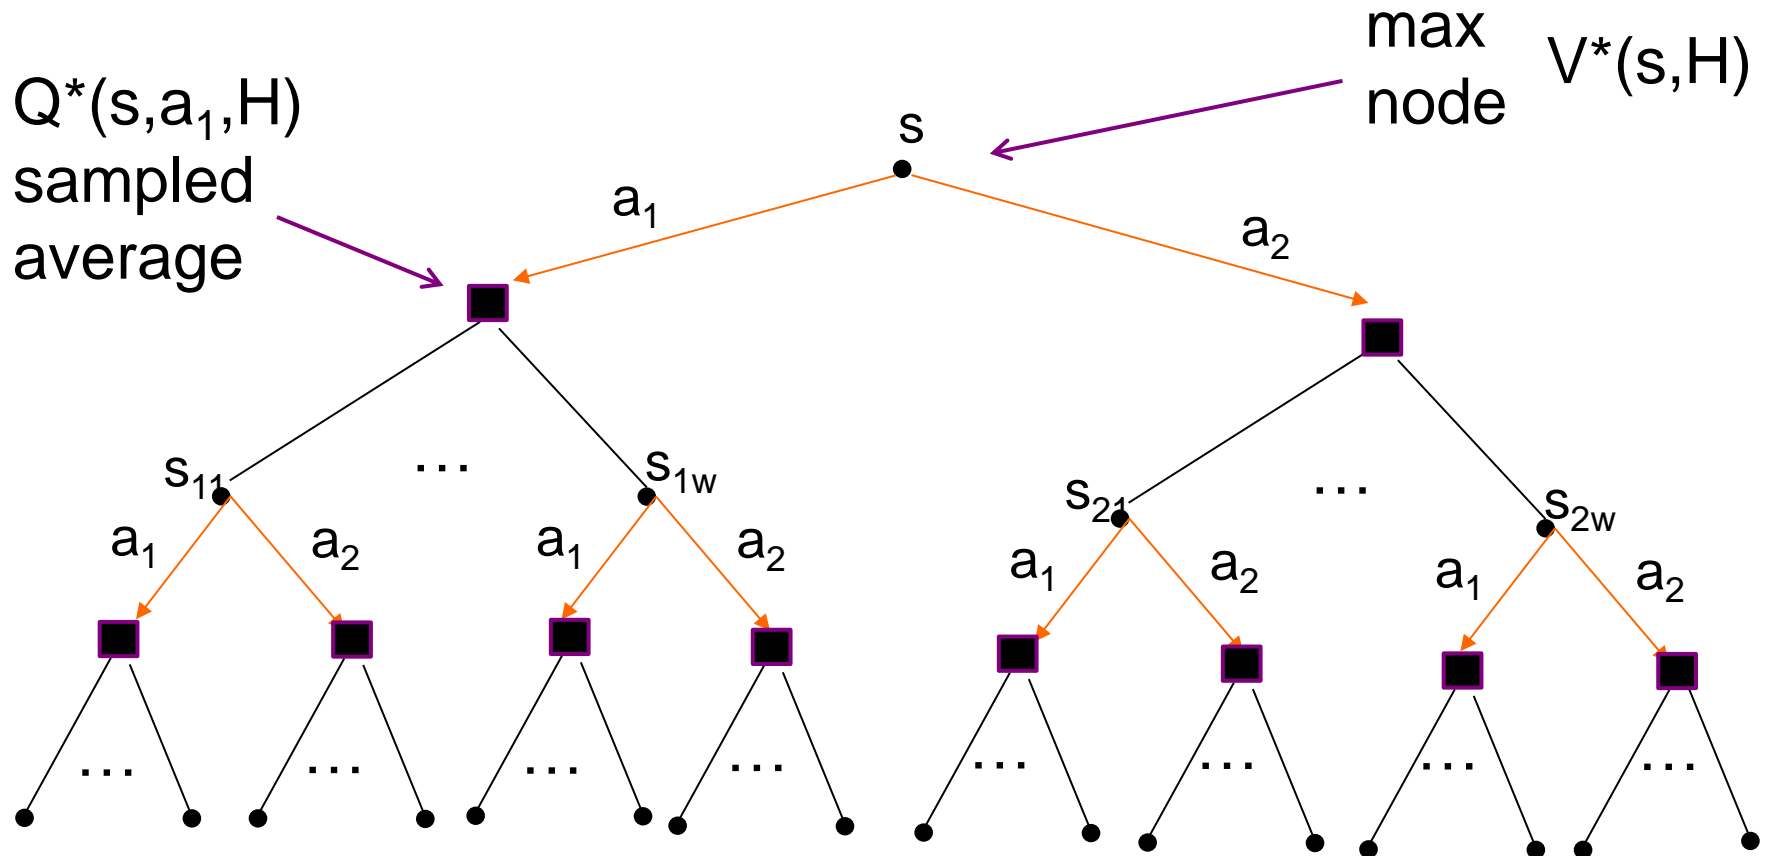 max
node
V*(s,H)
Q*(s,a₁,H)
sampled
average
s
a₁
a₂
s₁₁
...
s₁w
s₂₁
...
s₂w
a₁
a₂
a₁
a₂
a₁
a₂
a₁
a₂
...
...
...
...
...
...
...
...